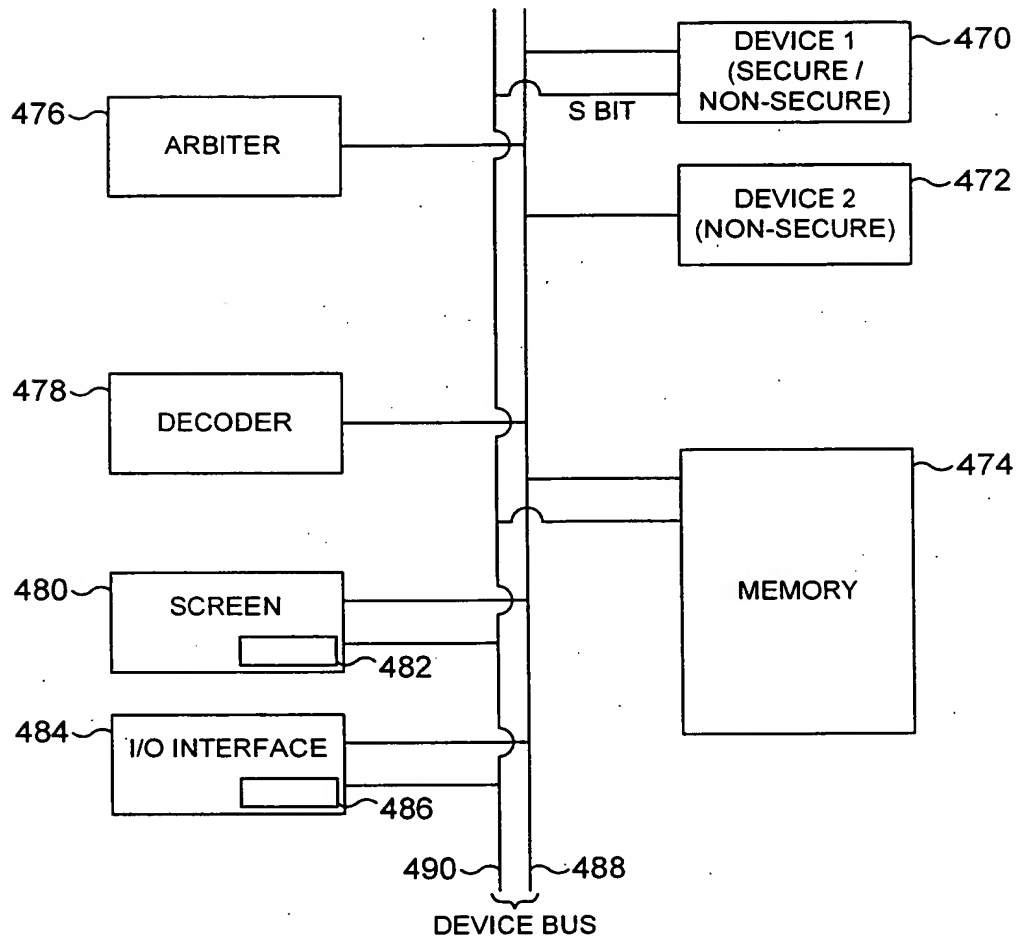 DEVICE 1
(SECURE /
NON-SECURE)
470
S BIT
476
ARBITER
DEVICE 2
(NON-SECURE)
472
478
DECODER
474
MEMORY
480
SCREEN
482
484
I/O INTERFACE
486
490
488
DEVICE BUS